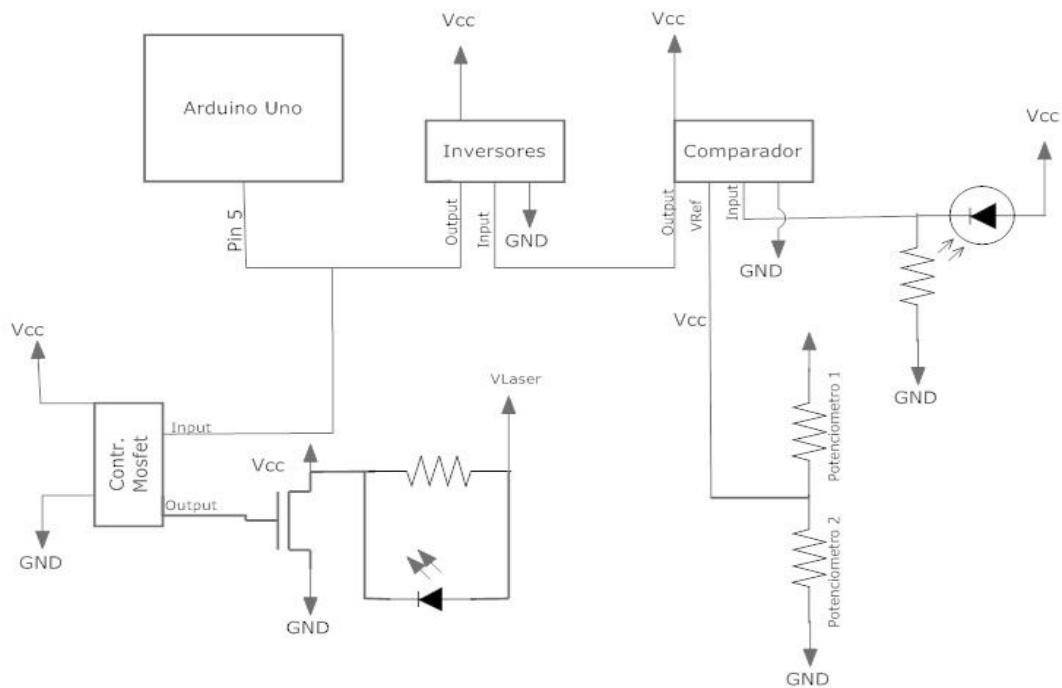 Vcc
Vcc
Arduino Uno
Inversores
Comparador
Vcc
Pin 5
Output
Input
GND
Output
VRef
Input
GND
Vcc
GND
Vcc
VLaser
Potenciometro 1
Contr.
Mosfet
Input
Output
GND
Vcc
GND
Potenciometro 2
GND